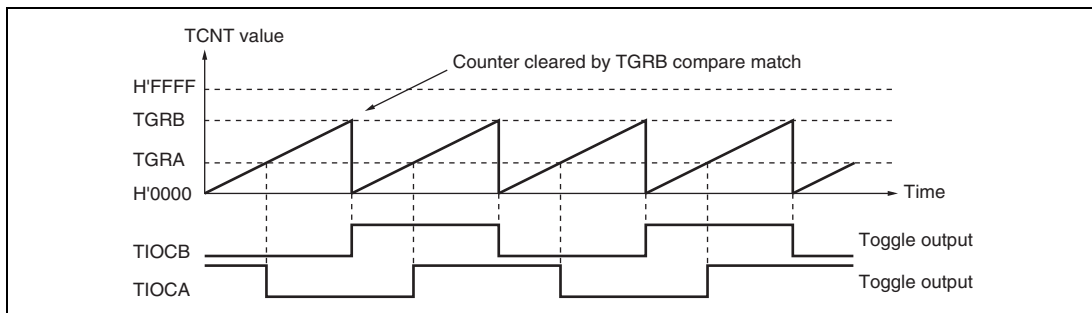 TCNT value
Counter cleared by TGRB compare match
H'FFFF
TGRB
TGRA
H'0000
Time
TIOCB
Toggle output
TIOCA
Toggle output